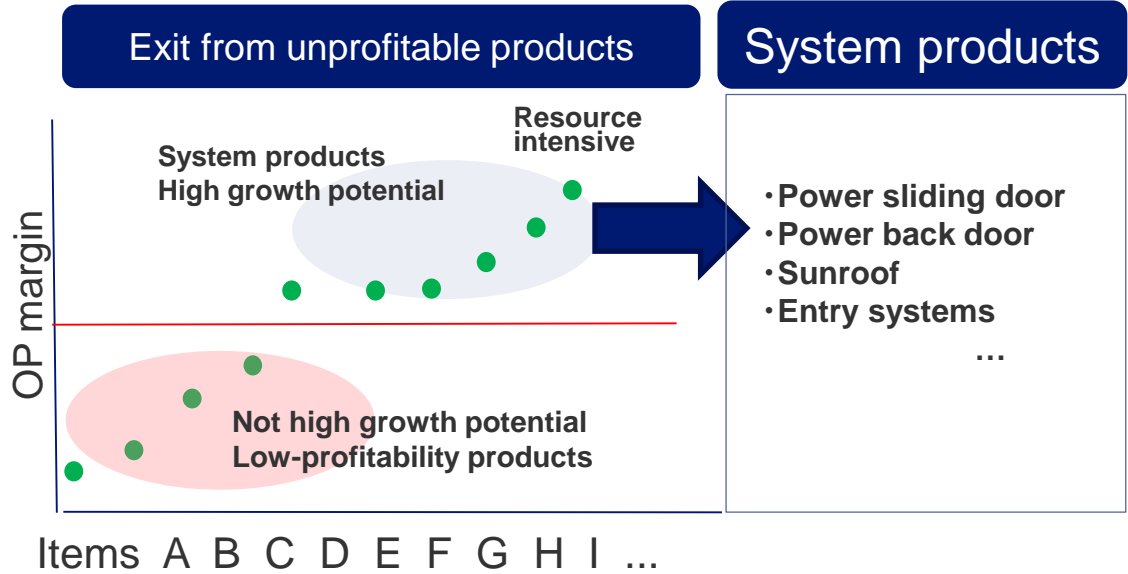 Exit from unprofitable products
System products
Resource
intensive
System products
High growth potential
OP margin
Not high growth potential
Low-profitability products
Items A B C D E F G H I ...
・Power sliding door
・Power back door
・Sunroof
・Entry systems
...